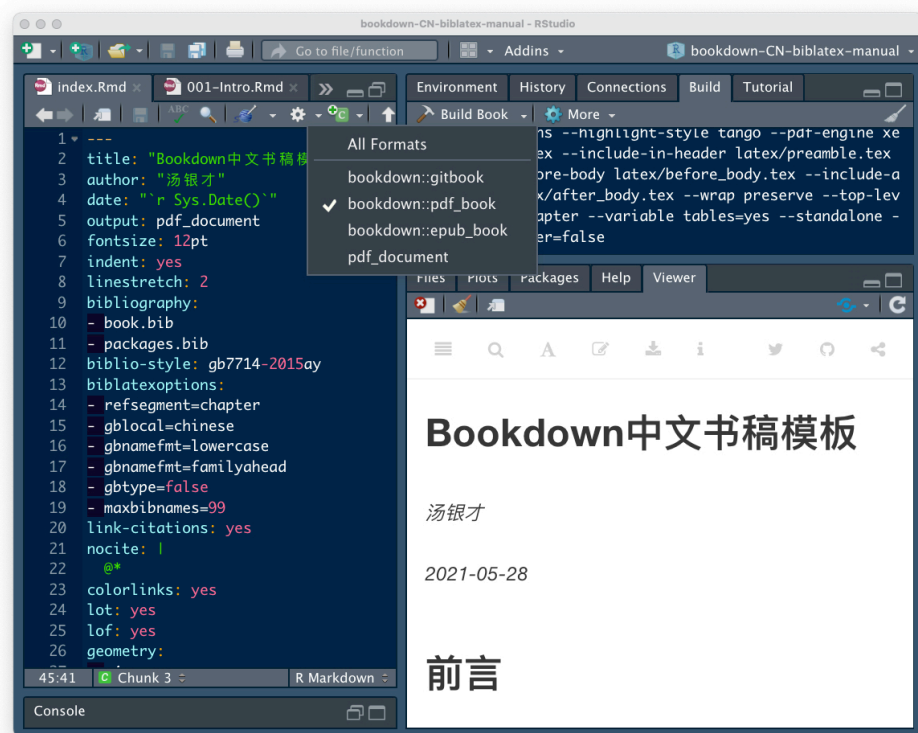 bookdown-CN-biblatex-manual - RStudio
Go to file/function
Addins
bookdown-CN-biblatex-manual
index.Rmd
001-Intro.Rmd
ABC
1 ---
2 title: "Bookdown中文书稿模
3 author: "汤银才"
4 date: "`r Sys.Date()`"
5 output: pdf_document
6 fontsize: 12pt
7 indent: yes
8 linestretch: 2
9 bibliography:
10 - book.bib
11 - packages.bib
12 biblio-style: gb7714-2015ay
13 biblatexoptions:
14 - refsegment=chapter
15 - gblocal=chinese
16 - gbnamefmt=lowercase
17 - gbnamefmt=familyahead
18 - gbtype=false
19 - maxbibnames=99
20 link-citations: yes
21 nocite: |
22 @*
23 colorlinks: yes
24 lot: yes
25 lof: yes
26 geometry:
45:41
C Chunk 3
R Markdown
Console
All Formats
bookdown::gitbook
bookdown::pdf_book
bookdown::epub_book
pdf_document
Environment
History
Connections
Build
Tutorial
Build Book
More
ns --highlight-style tango --pdf-engine xe
ex --include-in-header latex/preamble.tex
ore-body latex/before_body.tex --include-a
x/after_body.tex --wrap preserve --top-lev
apter --variable tables=yes --standalone -
er=false
Files
Plots
Packages
Help
Viewer
Bookdown中文书稿模板
汤银才
2021-05-28
前言